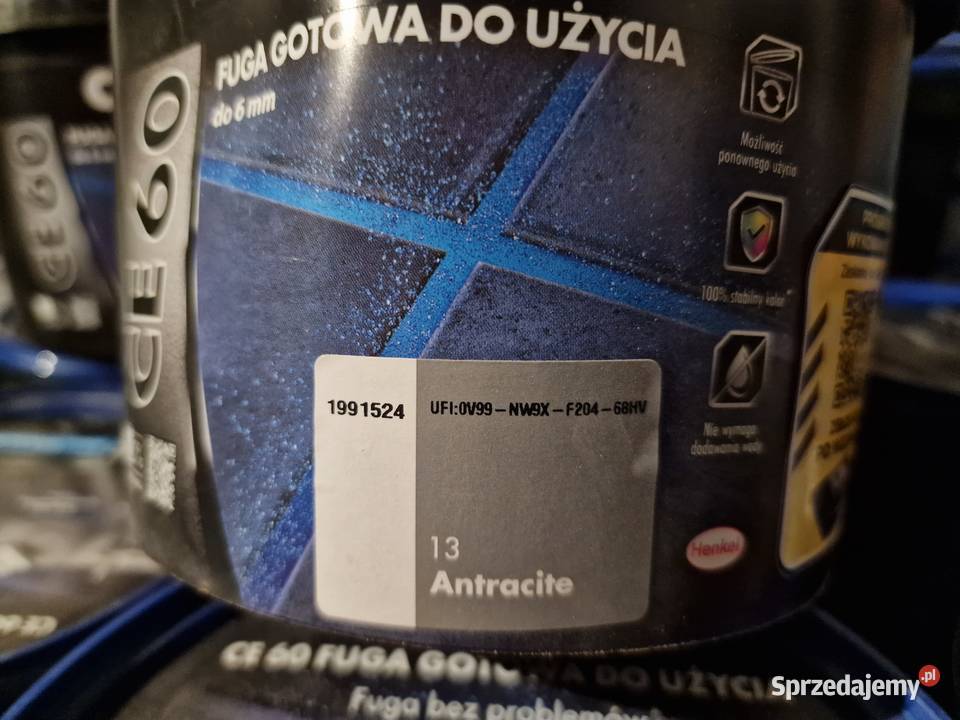 FUGA GOTOWA DO UŻYCIA
do 6 mm
CE 60
CE 60
Możliwość
ponownego użycia
100% stabilny kolor
Nie wymaga
dodawania wody
1991524
UFI:0V99-NW9X-F204-68HV
13
Antracite
Henkel
CE 60 FUGA GOTOWA DO UŻYCIA
Fuga bez problemów
Sprzedajemy.pl